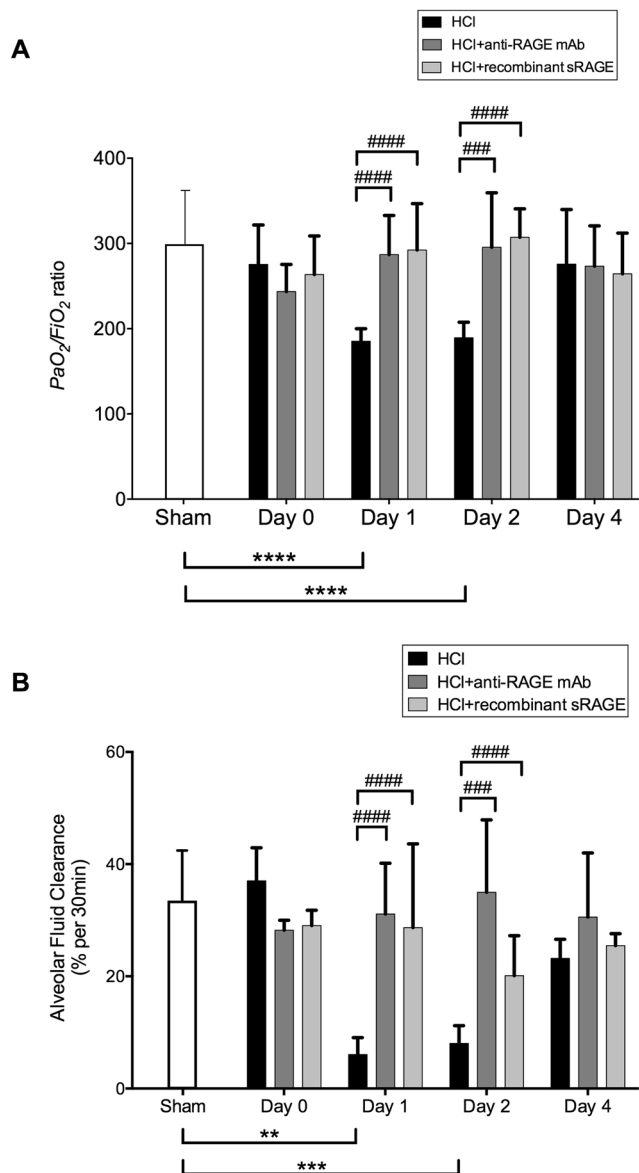 A
HCl
HCl+anti-RAGE mAb
HCl+recombinant sRAGE
#### ####
#### ###
400
300
200
100
0
PaO2/FiO2 ratio
Sham Day 0 Day 1 Day 2 Day 4
****
****
B
HCl
HCl+anti-RAGE mAb
HCl+recombinant sRAGE
#### ####
#### ###
60
40
20
0
Alveolar Fluid Clearance
(% per 30min)
Sham Day 0 Day 1 Day 2 Day 4
**
***